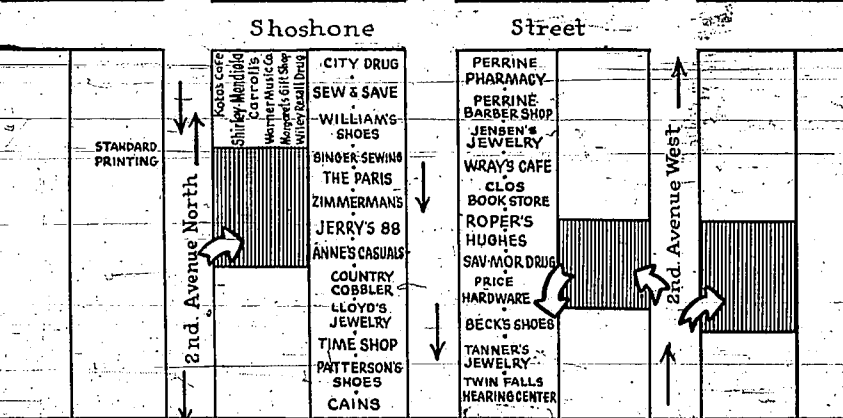 Shoshone Street
Kotos Cafe
Shirley-Mendiola
Carroll's
Warner Music Co.
Margaret's Gift Shop
Wiley Rexall Drug
STANDARD
PRINTING
2nd. Avenue North
CITY DRUG
SEW & SAVE
WILLIAM'S
SHOES
SINGER SEWING
THE PARIS
ZIMMERMAN'S
JERRY'S 88
ANNE'S CASUALS
COUNTRY
COBBLER
LLOYD'S
JEWELRY
TIME SHOP
PATTERSON'S
SHOES
CAINS
PERRINE
PHARMACY
PERRINE
BARBER SHOP
JENSEN'S
JEWELRY
WRAY'S CAFE
CLOS
BOOK STORE
ROPER'S
HUGHES
SAV-MOR DRUG
PRICE
HARDWARE
BECK'S SHOES
TANNER'S
JEWELRY
TWIN FALLS
HEARING CENTER
2nd. Avenue West